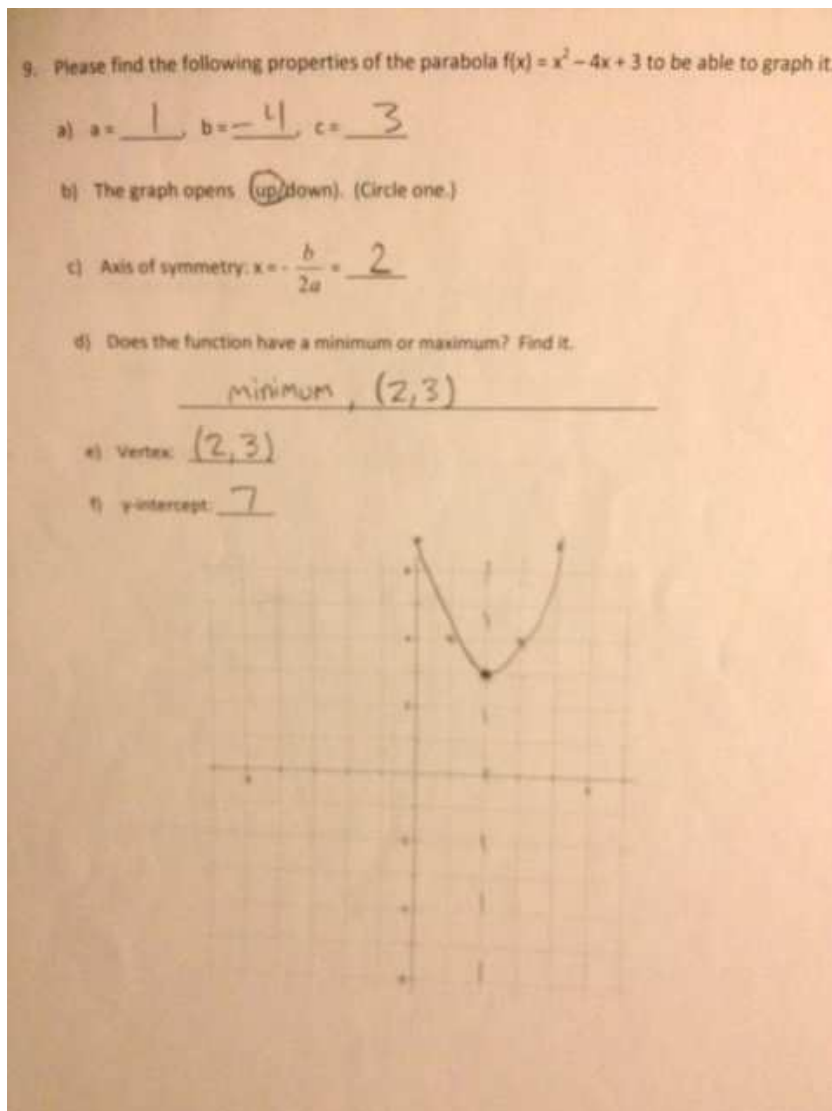 9. Please find the following properties of the parabola f(x) = x² – 4x + 3 to be able to graph it
a) a = 1, b = -4, c = 3
b) The graph opens (up/down). (Circle one.)
c) Axis of symmetry: x = - b/2a = 2
d) Does the function have a minimum or maximum? Find it.
minimum, (2,3)
e) Vertex: (2,3)
f) y-intercept: 7